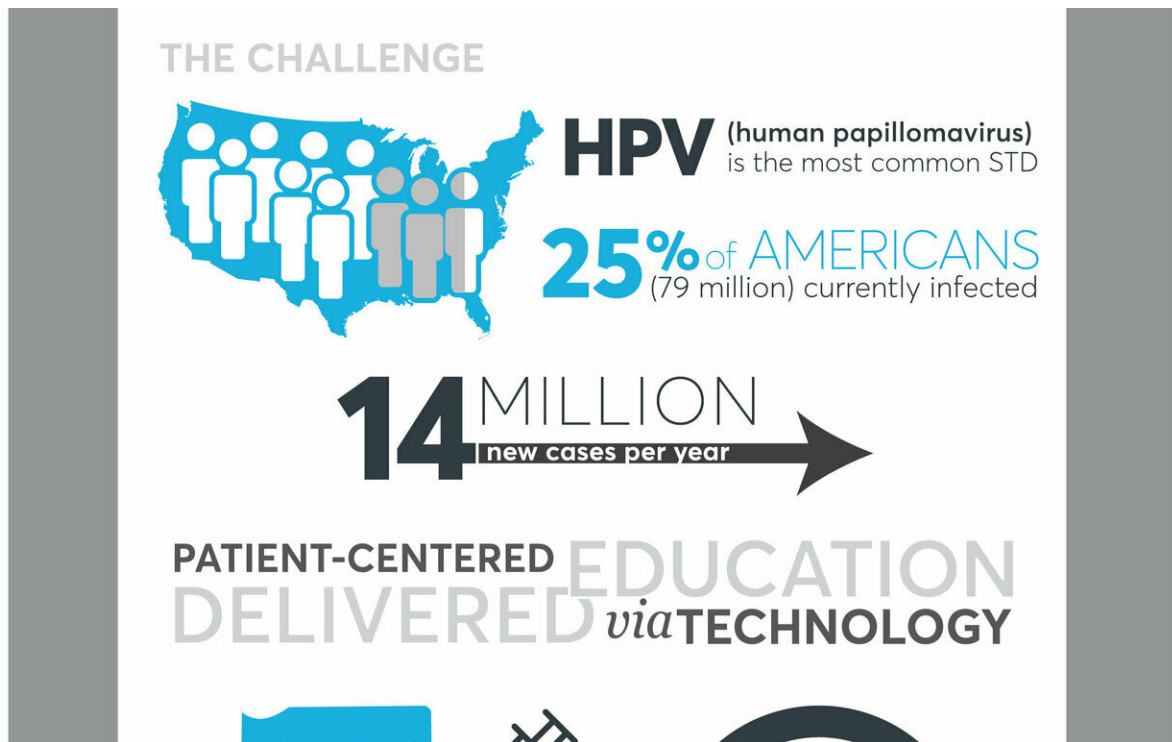 THE CHALLENGE
HPV (human papillomavirus)
is the most common STD
25% of AMERICANS
(79 million) currently infected
14 MILLION
new cases per year
PATIENT-CENTERED EDUCATION
DELIVERED via TECHNOLOGY